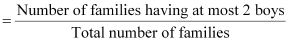 = Number of families having at most 2 boys
Total number of families